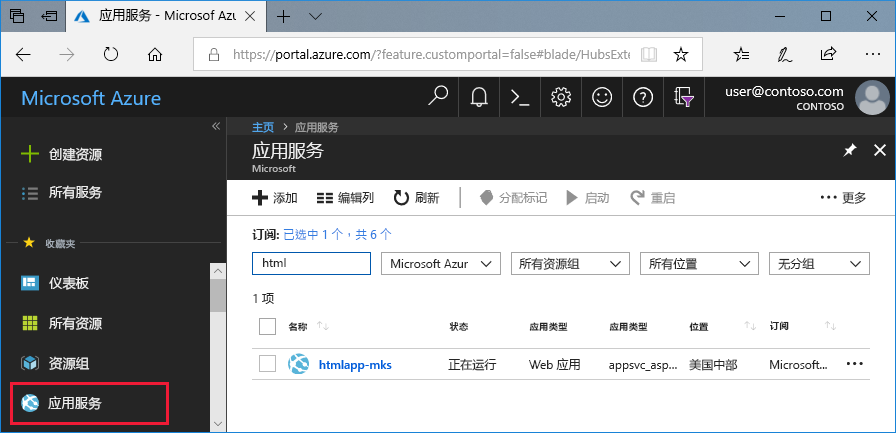 应用服务 - Microsof Azur
https://portal.azure.com/?feature.customportal=false#blade/HubsExte
Microsoft Azure
user@contoso.com
CONTOSO
创建资源
所有服务
收藏夹
仪表板
所有资源
资源组
应用服务
主页 > 应用服务
应用服务
Microsoft
添加 编辑列 刷新 分配标记 启动 重启 ··· 更多
订阅: 已选中 1 个，共 6 个
html Microsoft Azur 所有资源组 所有位置 无分组
1 项
名称 状态 应用类型 应用类型 位置 订阅
htmlapp-mks 正在运行 Web 应用 appsvc_asp... 美国中部 Microsoft... ···